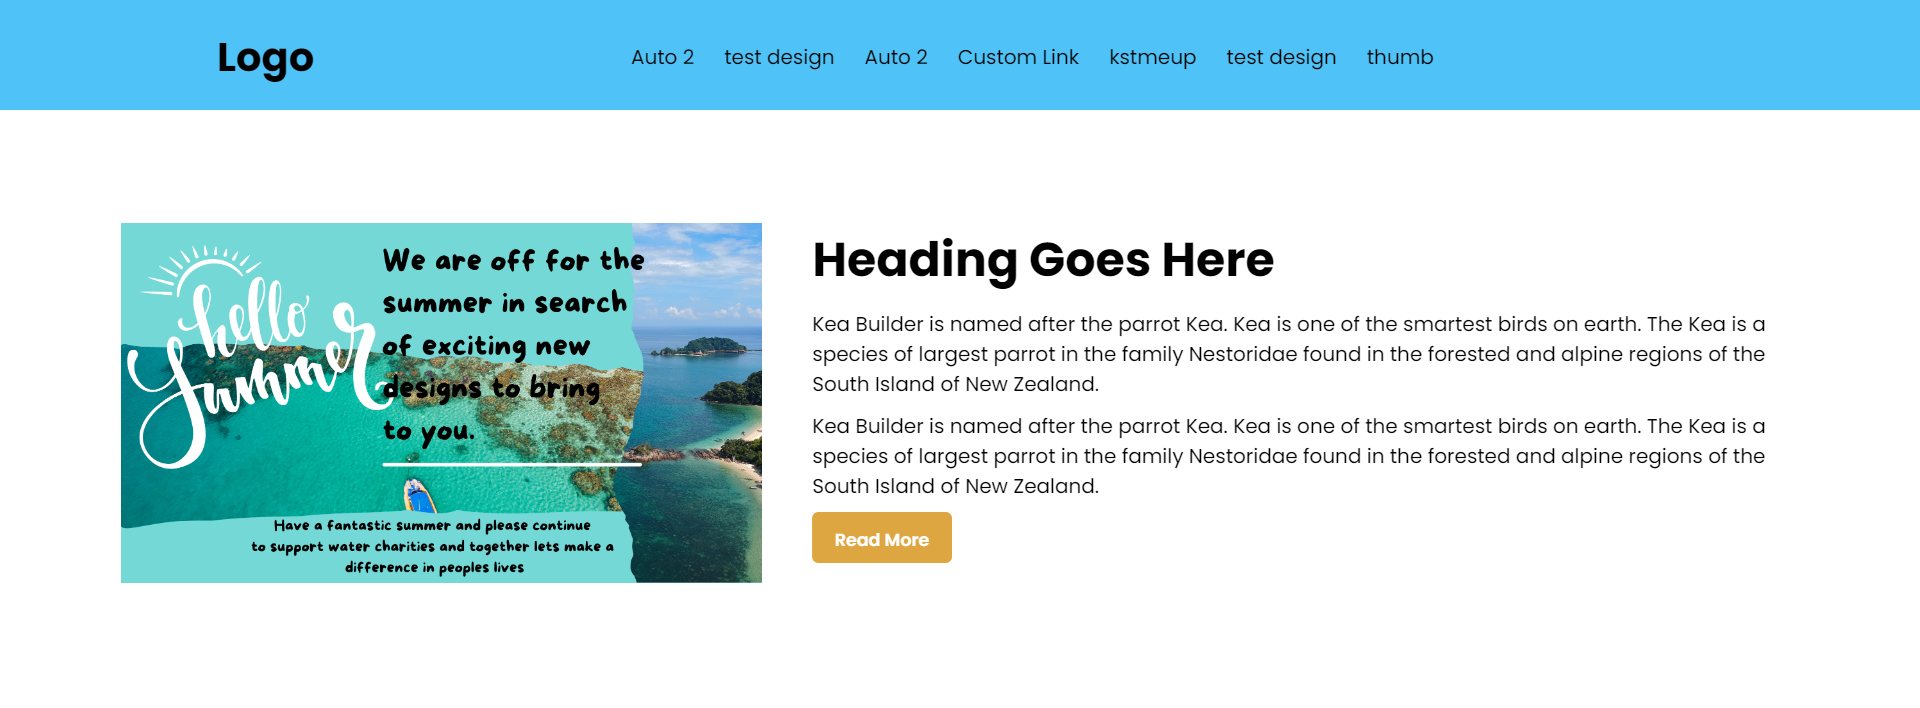 Logo
Auto 2 test design Auto 2 Custom Link kstmeup test design thumb
hello
Summer
We are off for the
summer in search
of exciting new
designs to bring
to you.
Have a fantastic summer and please continue
to support water charities and together lets make a
difference in peoples lives
Heading Goes Here
Kea Builder is named after the parrot Kea. Kea is one of the smartest birds on earth. The Kea is a
species of largest parrot in the family Nestoridae found in the forested and alpine regions of the
South Island of New Zealand.
Kea Builder is named after the parrot Kea. Kea is one of the smartest birds on earth. The Kea is a
species of largest parrot in the family Nestoridae found in the forested and alpine regions of the
South Island of New Zealand.
Read More